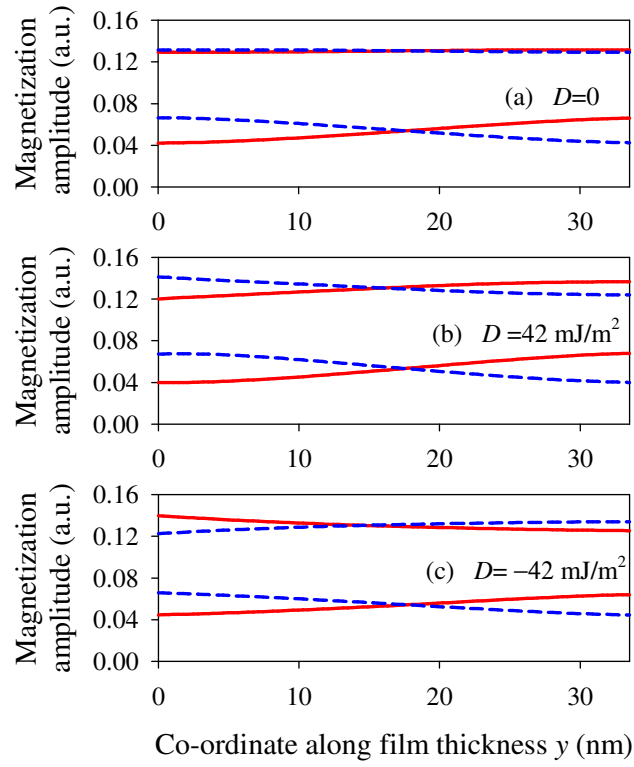 Magnetization
amplitude (a.u.)
0.16
0.12
0.08
0.04
0.00
(a) D=0
0 10 20 30
Magnetization
amplitude (a.u.)
0.16
0.12
0.08
0.04
0.00
(b) D =42 mJ/m²
0 10 20 30
Magnetization
amplitude (a.u.)
0.16
0.12
0.08
0.04
0.00
(c) D= −42 mJ/m²
0 10 20 30
Co-ordinate along film thickness y (nm)